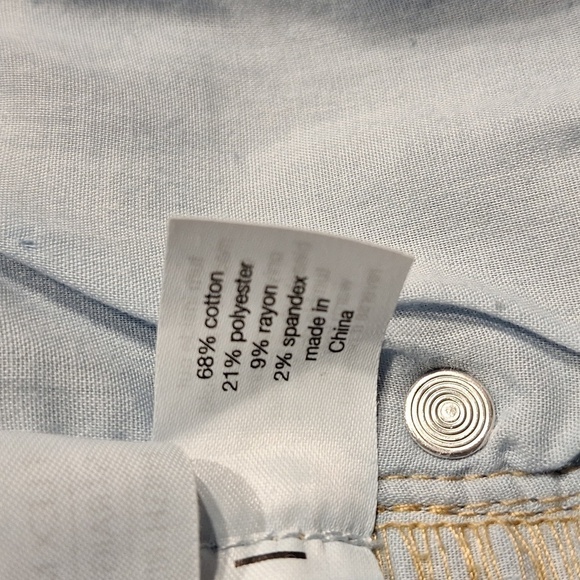 68% cotton
21% polyester
9% rayon
2% spandex
made in
China